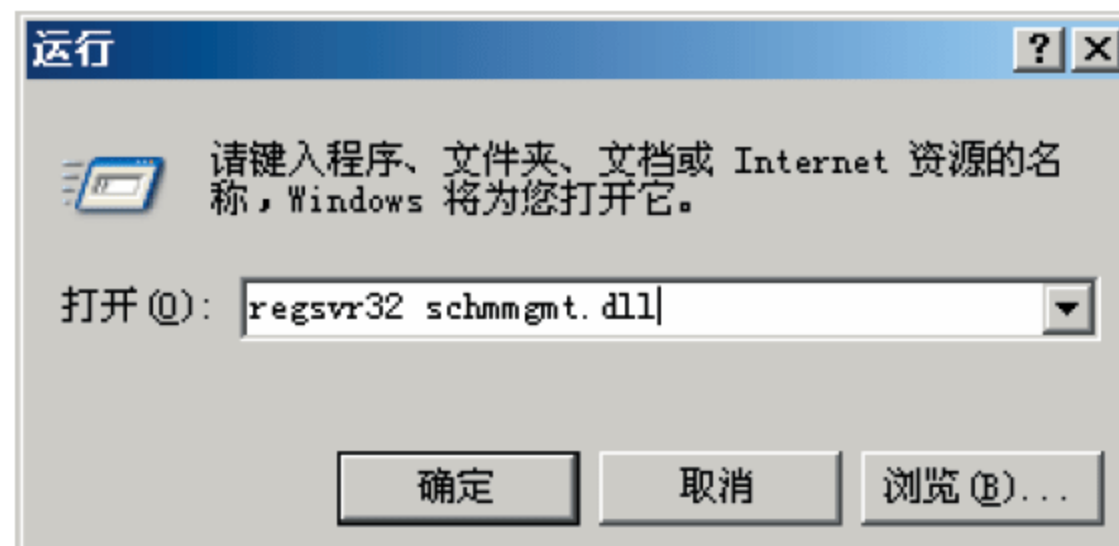 运行
请键入程序、文件夹、文档或 Internet 资源的名
称，Windows 将为您打开它。
打开(O): regsvr32 schmmgmt.dll
确定 取消 浏览(B)...